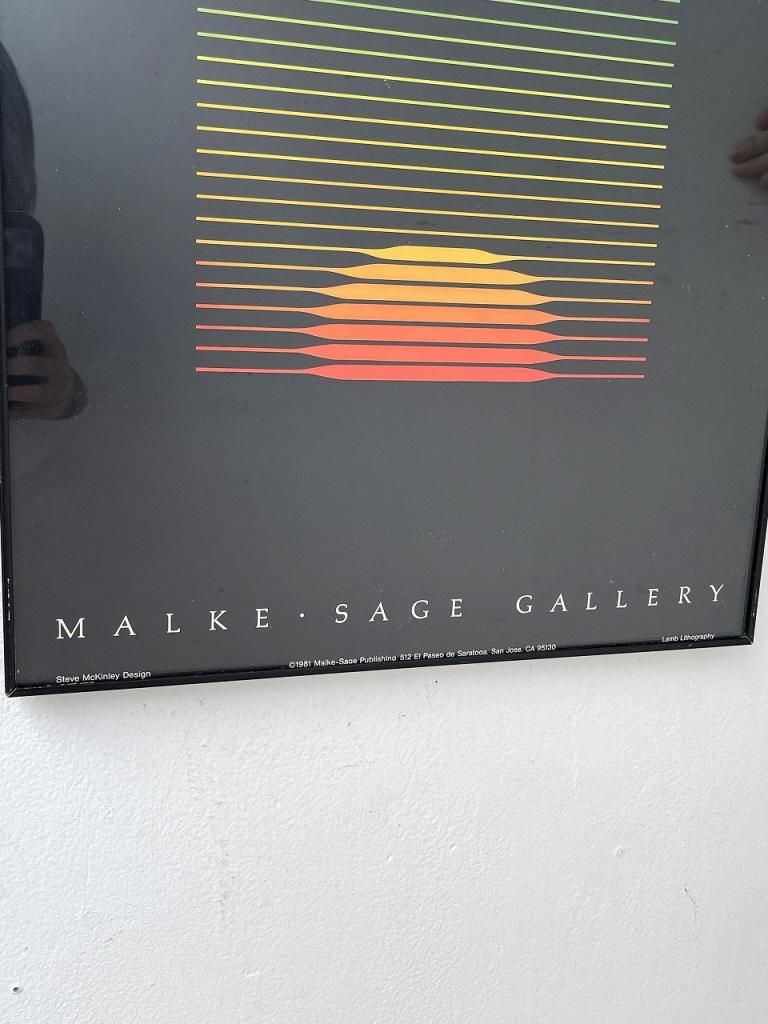 MALKE · SAGE GALLERY
Steve McKinley Design
©1981 Malke-Sage Publishing, 512 El Paseo de Saratoga, San Jose, CA 95130
Lamb Lithography